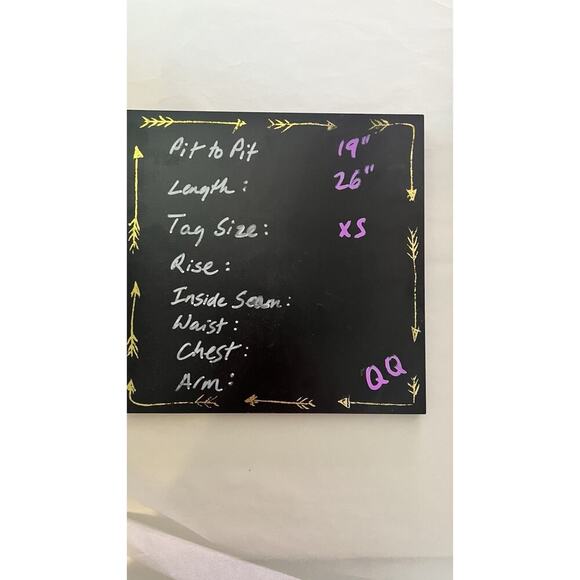 Pit to Pit 19"
Length: 26"
Tag Size: XS
Rise:
Inside Seam:
Waist:
Chest:
Arm:
QQ